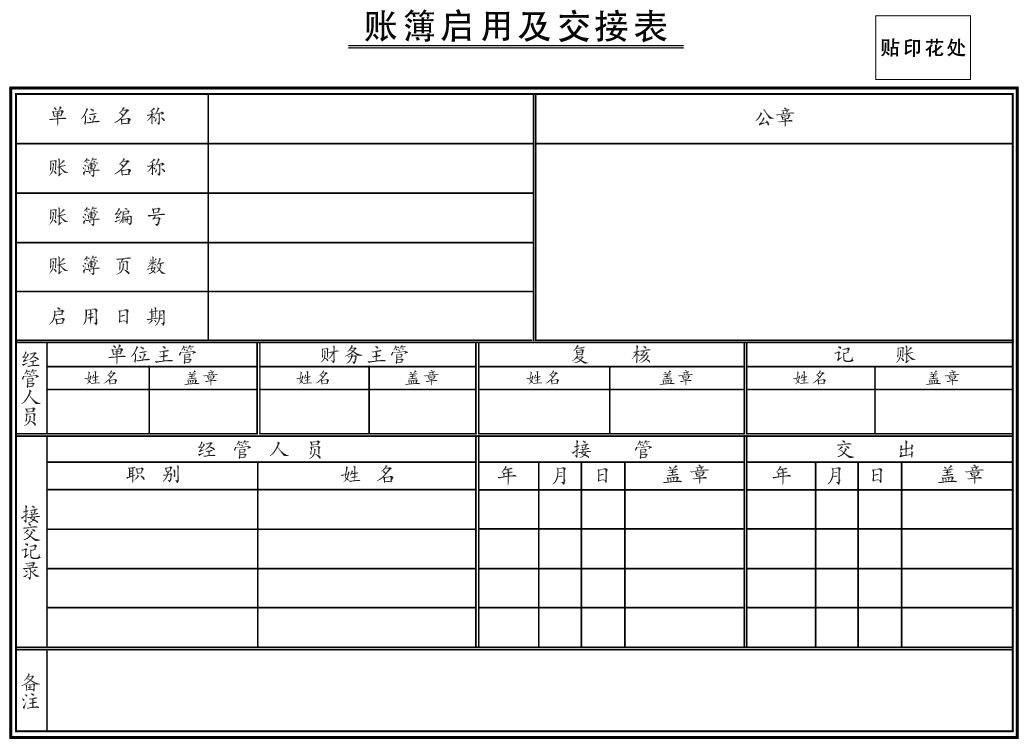 账簿启用及交接表
贴印花处
单位名称 公章
账簿名称
账簿编号
账簿页数
启用日期
经管人员 单位主管 财务主管 复核 记账
姓名 盖章 姓名 盖章 姓名 盖章 姓名 盖章
接交记录 经管人员 接管 交出
职别 姓名 年 月 日 盖章 年 月 日 盖章
备注